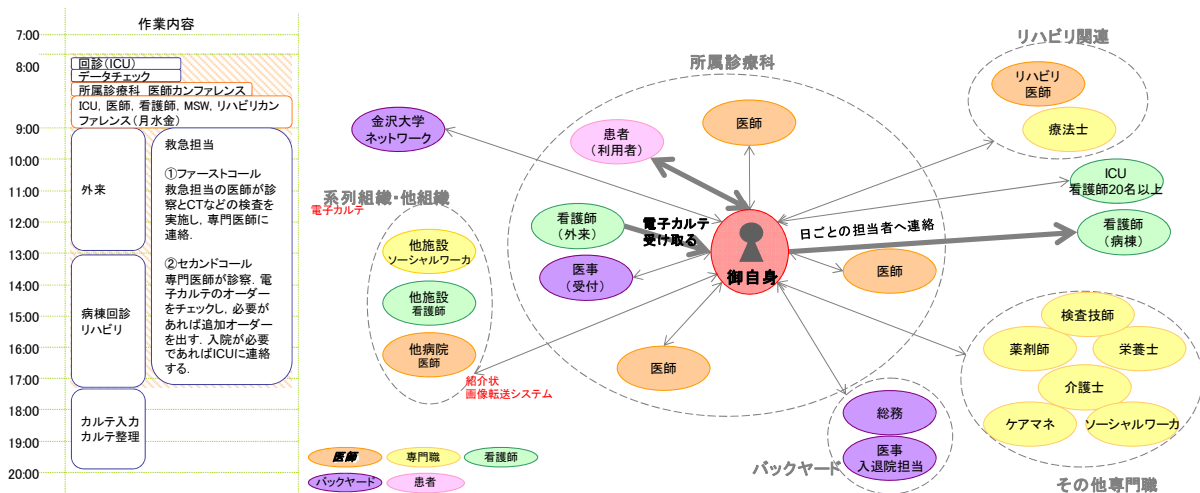 作業内容
7:00
8:00
9:00
10:00
11:00
12:00
13:00
14:00
15:00
16:00
17:00
18:00
19:00
20:00
回診(ICU)
データチェック
所属診療科 医師カンファレンス
ICU, 医師, 看護師, MSW, リハビリカン
ファレンス(月水金)
外来
病棟回診
リハビリ
カルテ入力
カルテ整理
救急担当
①ファーストコール
救急担当の医師が診
察とCTなどの検査を
実施し, 専門医師に
連絡.
②セカンドコール
専門医師が診察. 電
子カルテのオーダー
をチェックし, 必要が
あれば追加オーダー
を出す. 入院が必要
であればICUに連絡
する.
金沢大学
ネットワーク
系列組織・他組織
電子カルテ
他施設
ソーシャルワーカ
他施設
看護師
他病院
医師
紹介状
画像転送システム
所属診療科
患者
(利用者)
医師
看護師
(外来)
電子カルテ
受け取る
医事
(受付)
御自身
日ごとの担当者へ連絡
医師
医師
リハビリ関連
リハビリ
医師
療法士
ICU
看護師20名以上
看護師
(病棟)
検査技師
薬剤師
栄養士
介護士
ケアマネ
ソーシャルワーカ
その他専門職
総務
医事
入退院担当
バックヤード
医師
専門職
看護師
バックヤード
患者